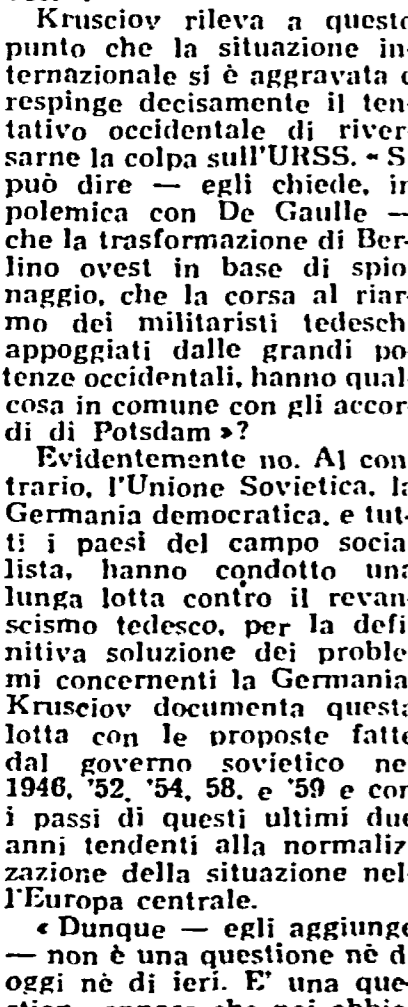 Krusciov rileva a questo
punto che la situazione in-
ternazionale si è aggravata e
respinge decisamente il ten-
tativo occidentale di river-
sarne la colpa sull'URSS. « Si
può dire — egli chiede, in
polemica con De Gaulle —
che la trasformazione di Ber-
lino ovest in base di spio-
naggio, che la corsa al riar-
mo dei militaristi tedeschi
appoggiati dalle grandi po-
tenze occidentali, hanno qual-
cosa in comune con gli accor-
di di Potsdam »?
Evidentemente no. Al con-
trario, l'Unione Sovietica, la
Germania democratica, e tut-
ti i paesi del campo socia-
lista, hanno condotto una
lunga lotta contro il revan-
scismo tedesco, per la defi-
nitiva soluzione dei proble-
mi concernenti la Germania.
Krusciov documenta questa
lotta con le proposte fatte
dal governo sovietico nel
1946, '52, '54, 58, e '59 e con
i passi di questi ultimi due
anni tendenti alla normaliz-
zazione della situazione nel-
l'Europa centrale.
« Dunque — egli aggiunge
— non è una questione nè di
oggi nè di ieri. E' una que-